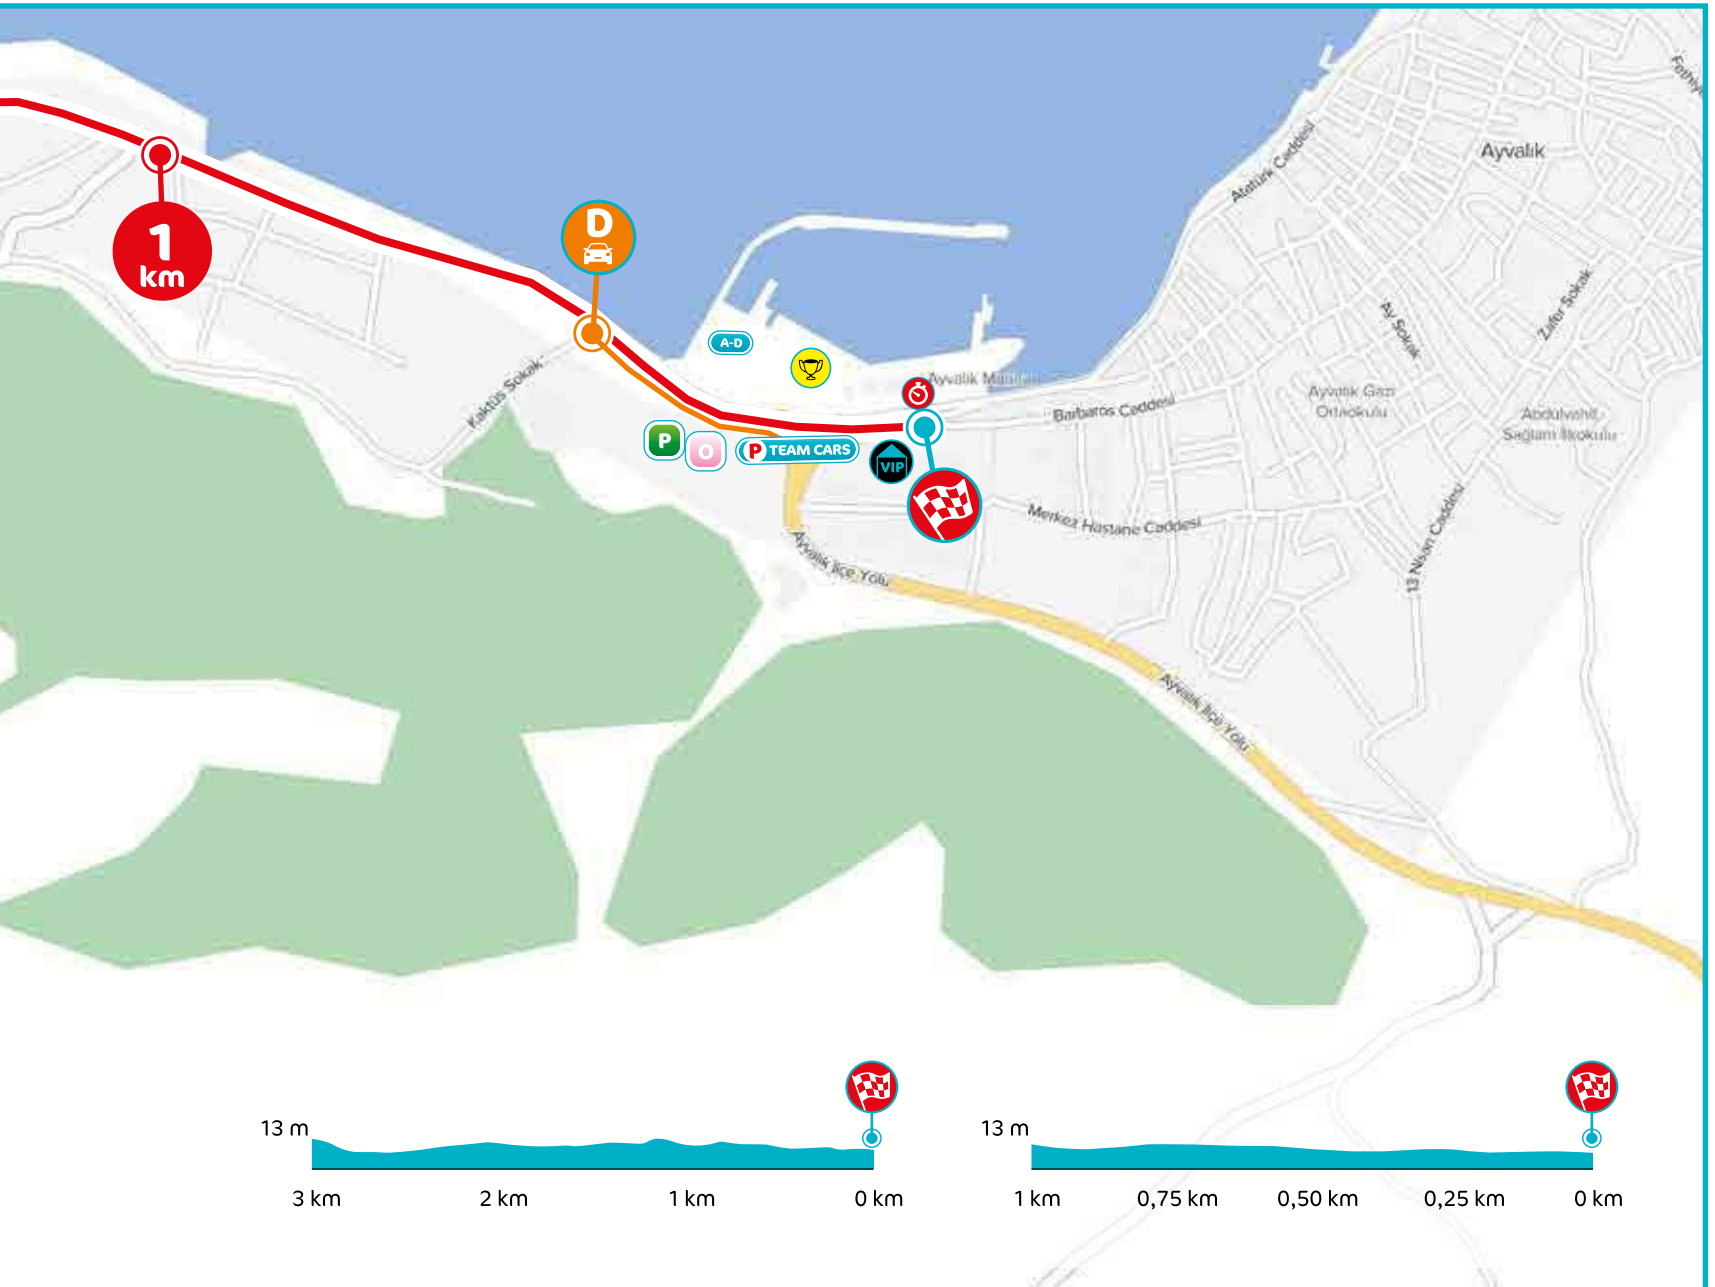 Fethiye
Ayvalık
Atatürk Caddesi
1
km
D
Zafer Sokak
Ay Sokak
A-D
Ayvalık Gazi
Ortaokulu
Barbaros Caddesi
Kaktüs Sokak
Abdulvahit
Sağlam İlkokulu
P
O
P TEAM CARS
VIP
Merkez Hastane Caddesi
13 Nisan Caddesi
Ayvalık İlçe Yolu
Ayvalık İlçe Yolu
13 m
3 km 2 km 1 km 0 km
13 m
1 km 0,75 km 0,50 km 0,25 km 0 km